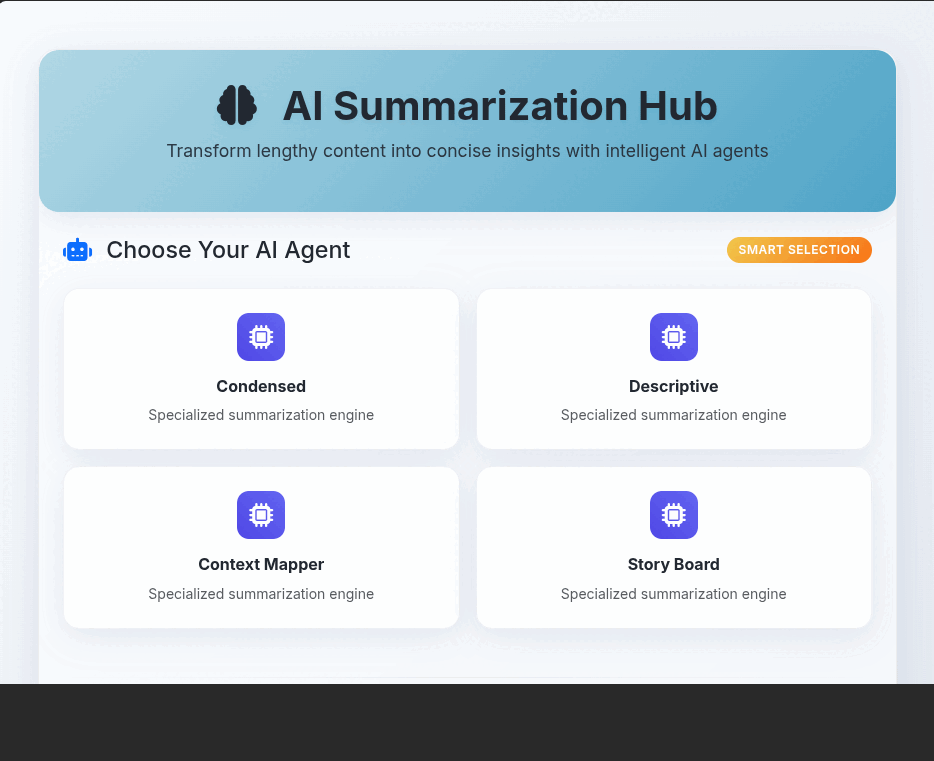 AI Summarization Hub
Transform lengthy content into concise insights with intelligent AI agents
Choose Your AI Agent
SMART SELECTION
Condensed
Specialized summarization engine
Descriptive
Specialized summarization engine
Context Mapper
Specialized summarization engine
Story Board
Specialized summarization engine